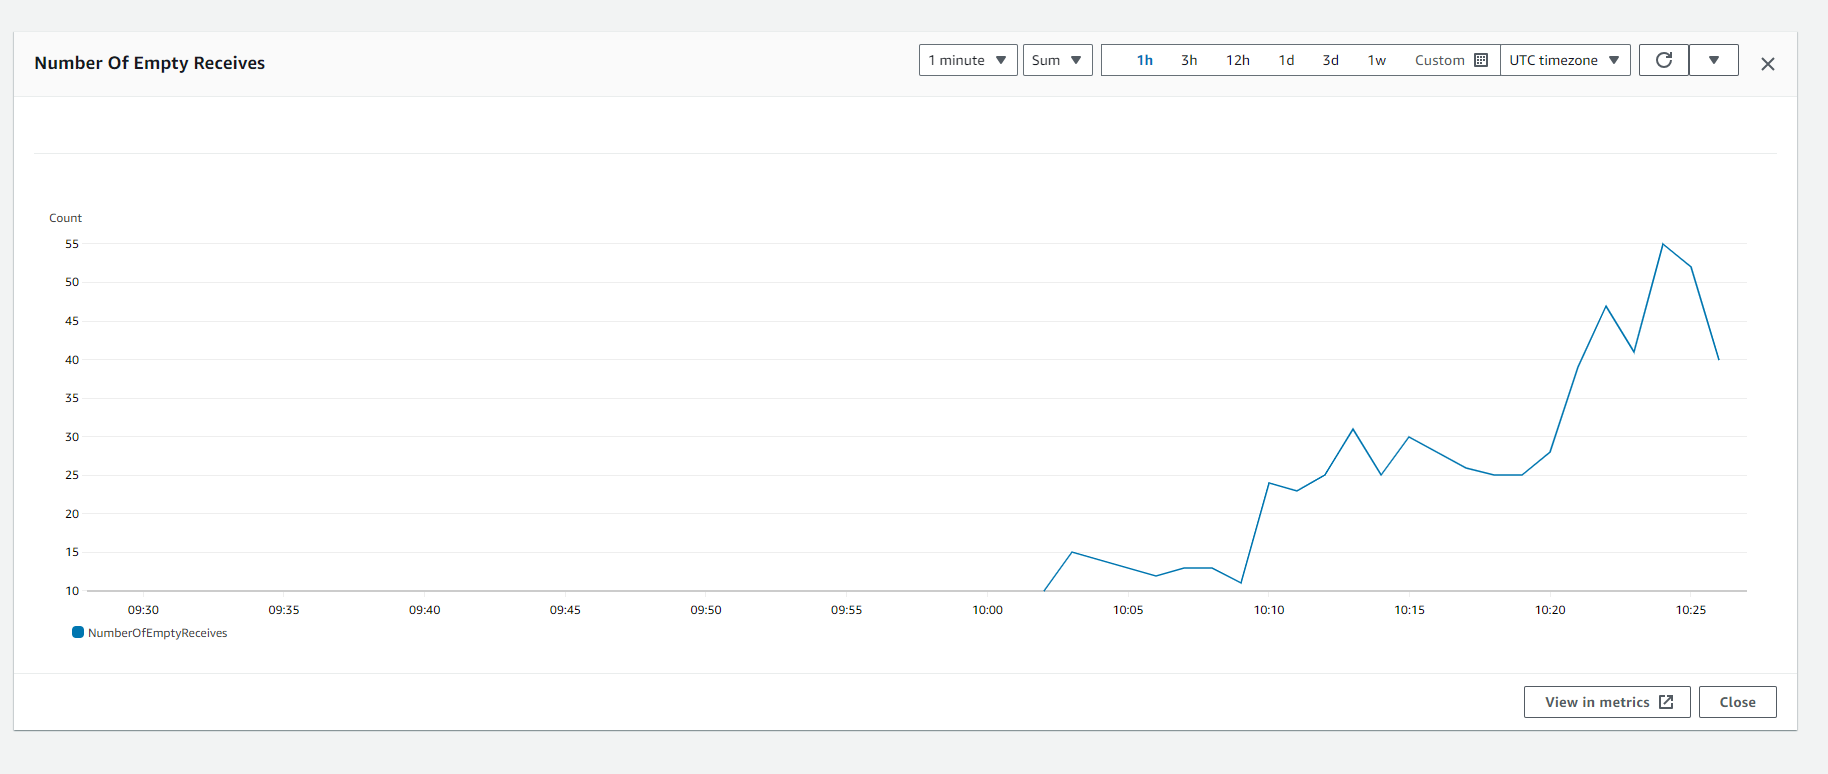 Number Of Empty Receives
1 minute Sum 1h 3h 12h 1d 3d 1w Custom UTC timezone
Count
55
50
45
40
35
30
25
20
15
10
09:30 09:35 09:40 09:45 09:50 09:55 10:00 10:05 10:10 10:15 10:20 10:25
NumberOfEmptyReceives
View in metrics Close